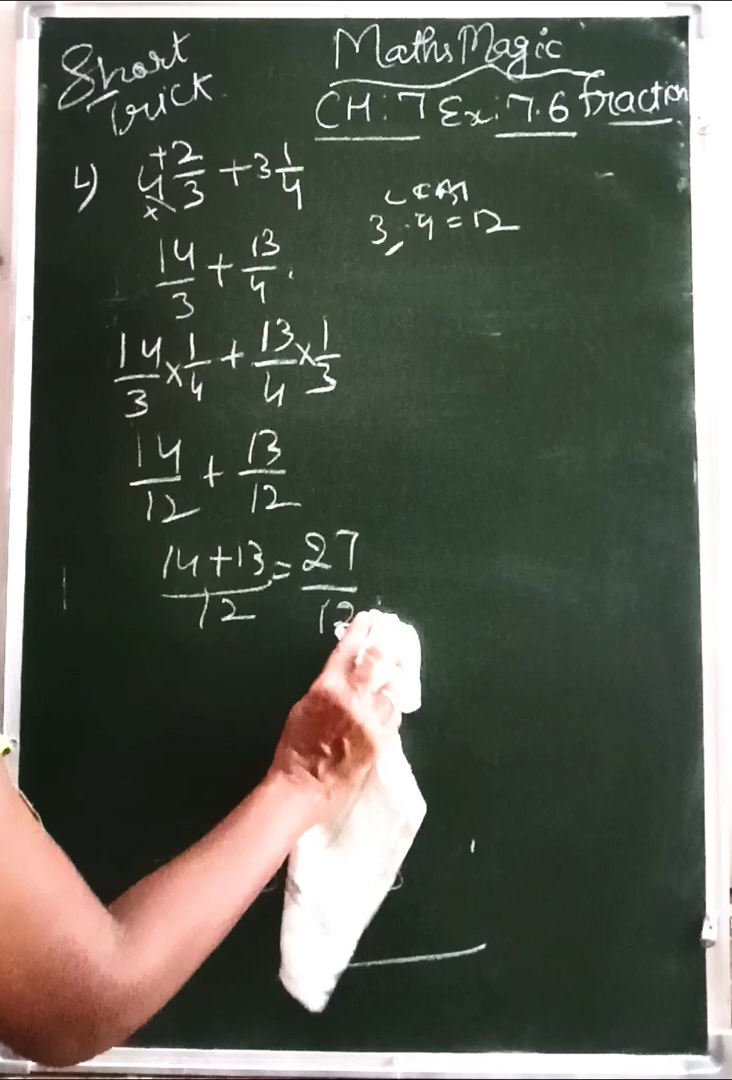 Short
trick
Maths Magic
CH:7 Ex:7.6 fraction
4) 4 2/3 + 3 1/4
LCM
3, 4 = 12
14/3 + 13/4
14/3 × 1/4 + 13/4 × 1/3
14/12 + 13/12
14+13/12 = 27/12